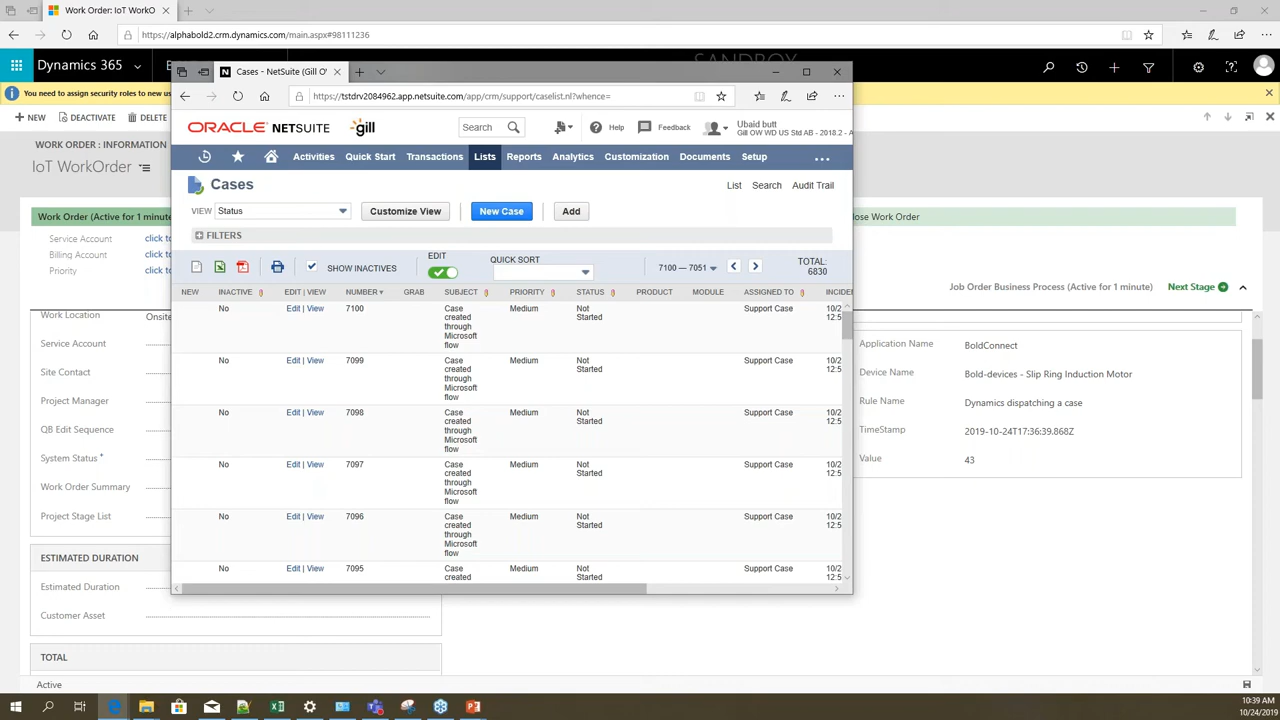 Work Order: IoT WorkO
https://alphabold2.crm.dynamics.com/main.aspx#98111236
Dynamics 365
SANDBOX
You need to assign security roles to new us
NEW DEACTIVATE DELETE
WORK ORDER : INFORMATION
IoT WorkOrder
Work Order (Active for 1 minute
lose Work Order
Service Account click to
Billing Account click to
Priority click to
Job Order Business Process (Active for 1 minute) Next Stage
Work Location Onsite
Service Account
Site Contact
Project Manager
QB Edit Sequence
System Status *
Work Order Summary
Project Stage List
ESTIMATED DURATION
Estimated Duration
Customer Asset
TOTAL
Active
Application Name BoldConnect
Device Name Bold-devices - Slip Ring Induction Motor
Rule Name Dynamics dispatching a case
TimeStamp 2019-10-24T17:36:39.868Z
Value 43
Cases - NetSuite (Gill O
https://tstdrv2084962.app.netsuite.com/app/crm/support/caselist.nl?whence=
ORACLE NETSUITE gill Search Help Feedback Ubaid butt
Gill OW WD US Std AB - 2018.2 - A
Activities Quick Start Transactions Lists Reports Analytics Customization Documents Setup
Cases List Search Audit Trail
VIEW Status Customize View New Case Add
FILTERS
SHOW INACTIVES EDIT QUICK SORT 7100 — 7051 TOTAL:
6830
NEW INACTIVE EDIT | VIEW NUMBER GRAB SUBJECT PRIORITY STATUS PRODUCT MODULE ASSIGNED TO INCIDE
No Edit | View 7100 Case Medium Not Support Case 10/2
created Started 12:5
through
Microsoft
flow
No Edit | View 7099 Case Medium Not Support Case 10/2
created Started 12:5
through
Microsoft
flow
No Edit | View 7098 Case Medium Not Support Case 10/2
created Started 12:5
through
Microsoft
flow
No Edit | View 7097 Case Medium Not Support Case 10/2
created Started 12:5
through
Microsoft
flow
No Edit | View 7096 Case Medium Not Support Case 10/2
created Started 12:5
through
Microsoft
flow
No Edit | View 7095 Case Medium Not Support Case 10/2
created Started 12:5
10:39 AM
10/24/2019